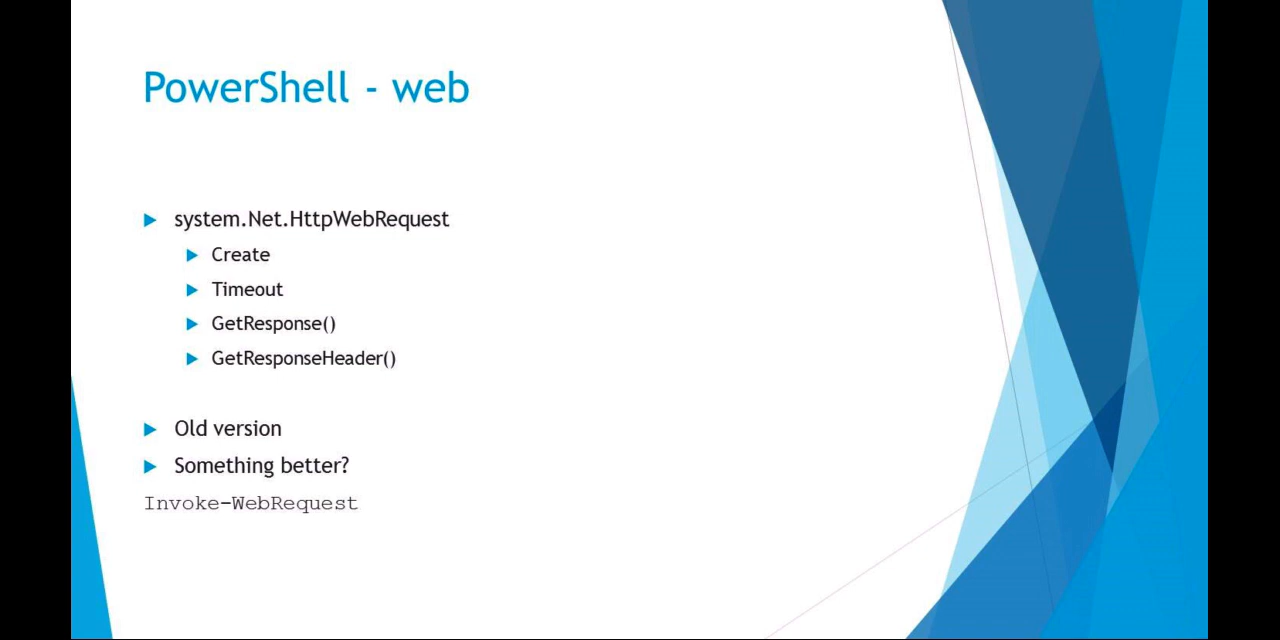 PowerShell - web
system.Net.HttpWebRequest
Create
Timeout
GetResponse()
GetResponseHeader()
Old version
Something better?
Invoke-WebRequest